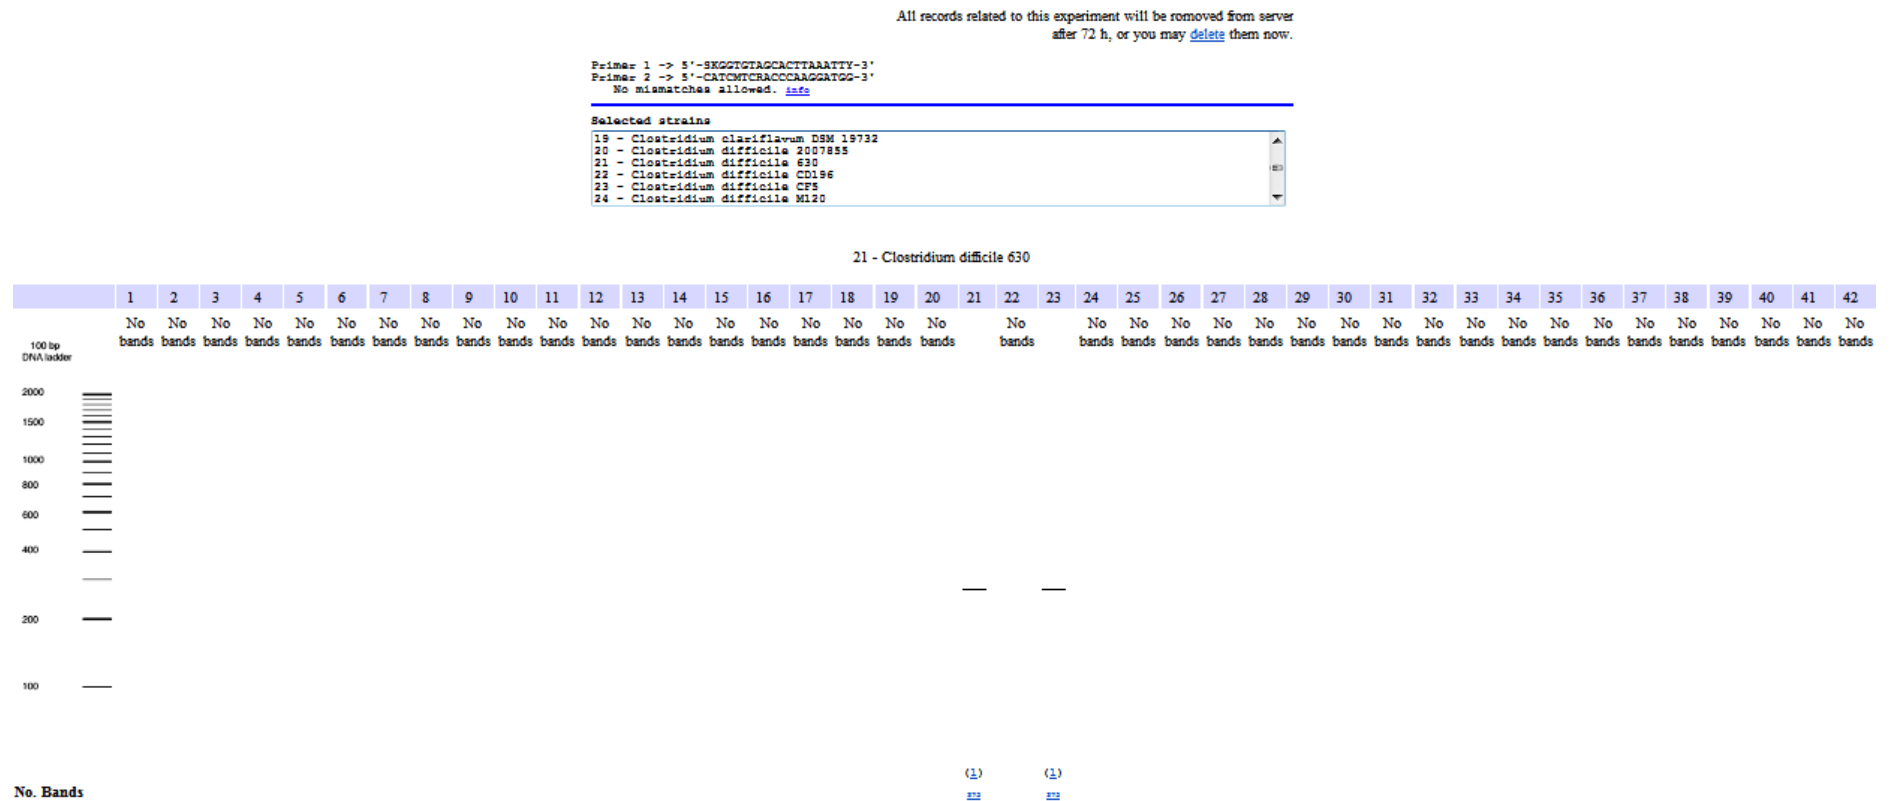 All records related to this experiment will be romoved from server
after 72 h, or you may delete them now.
Primer 1 -> 5'-SKGGTGTAGCACTTAAATTY-3'
Primer 2 -> 5'-CATCMTCRACCCAAGGATGG-3'
No mismatches allowed. info
Selected strains
19 - Clostridium clariflavum DSM 19732
20 - Clostridium difficile 2007855
21 - Clostridium difficile 630
22 - Clostridium difficile CD196
23 - Clostridium difficile CF5
24 - Clostridium difficile M120
21 - Clostridium difficile 630
1 2 3 4 5 6 7 8 9 10 11 12 13 14 15 16 17 18 19 20 21 22 23 24 25 26 27 28 29 30 31 32 33 34 35 36 37 38 39 40 41 42
No No No No No No No No No No No No No No No No No No No No No No No No No No No No No No No No No No No No No No No No
bands bands bands bands bands bands bands bands bands bands bands bands bands bands bands bands bands bands bands bands bands bands bands bands bands bands bands bands bands bands bands bands bands bands bands bands bands bands bands bands
100 bp
DNA ladder
2000
1500
1000
800
600
400
200
100
(1) (1)
No. Bands